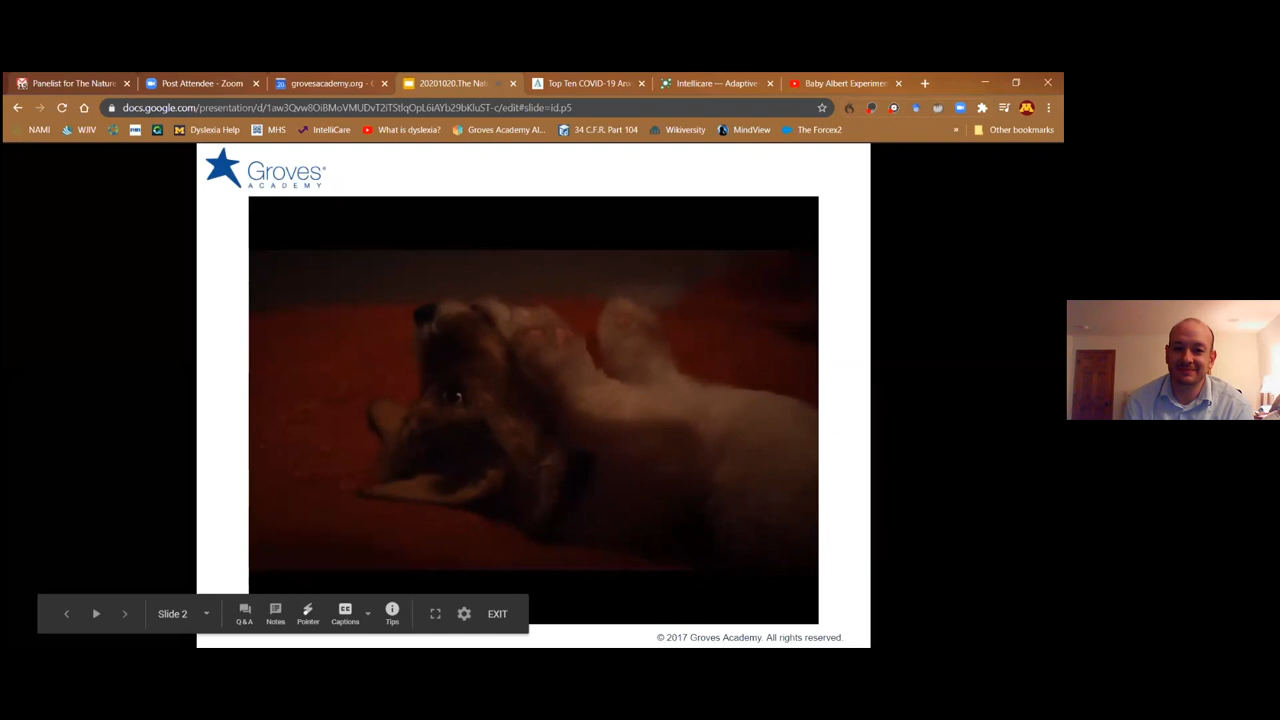 Panelist for The Nature
Post Attendee - Zoom
grovesacademy.org - C
20201020.The Nat
Top Ten COVID-19 An
Intellicare — Adaptive
Baby Albert Experimen
docs.google.com/presentation/d/1aw3Qvw8OiBMoVMUDvT2iTStlqOpL6iAYb29bKluST-c/edit#slide=id.p5
NAMI
WJIV
Dyslexia Help
MHS
IntelliCare
What is dyslexia?
Groves Academy Al...
34 C.F.R. Part 104
Wikiversity
MindView
The Forcex2
»
Other bookmarks
Groves®
ACADEMY
Slide 2
Q&A
Notes
Pointer
CC
Captions
Tips
EXIT
© 2017 Groves Academy. All rights reserved.